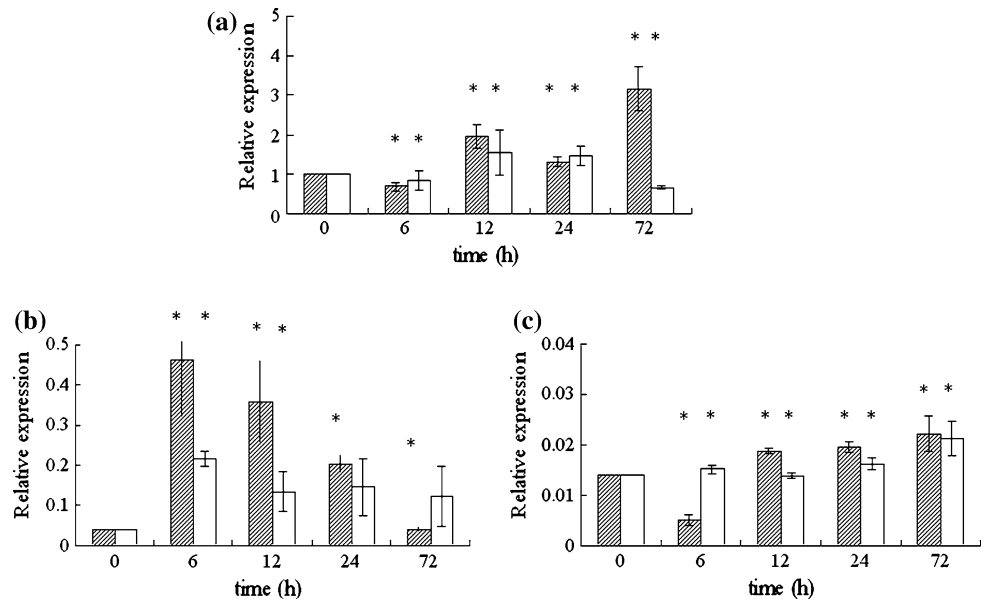 (a)
Relative expression
5
4
3
2
1
0
* *
* *
* *
* *
0 6 12 24 72
time (h)
(b)
Relative expression
0.5
0.4
0.3
0.2
0.1
0
* *
* *
*
*
0 6 12 24 72
time (h)
(c)
Relative expression
0.04
0.03
0.02
0.01
0.00
* *
* *
* *
* *
0 6 12 24 72
time (h)